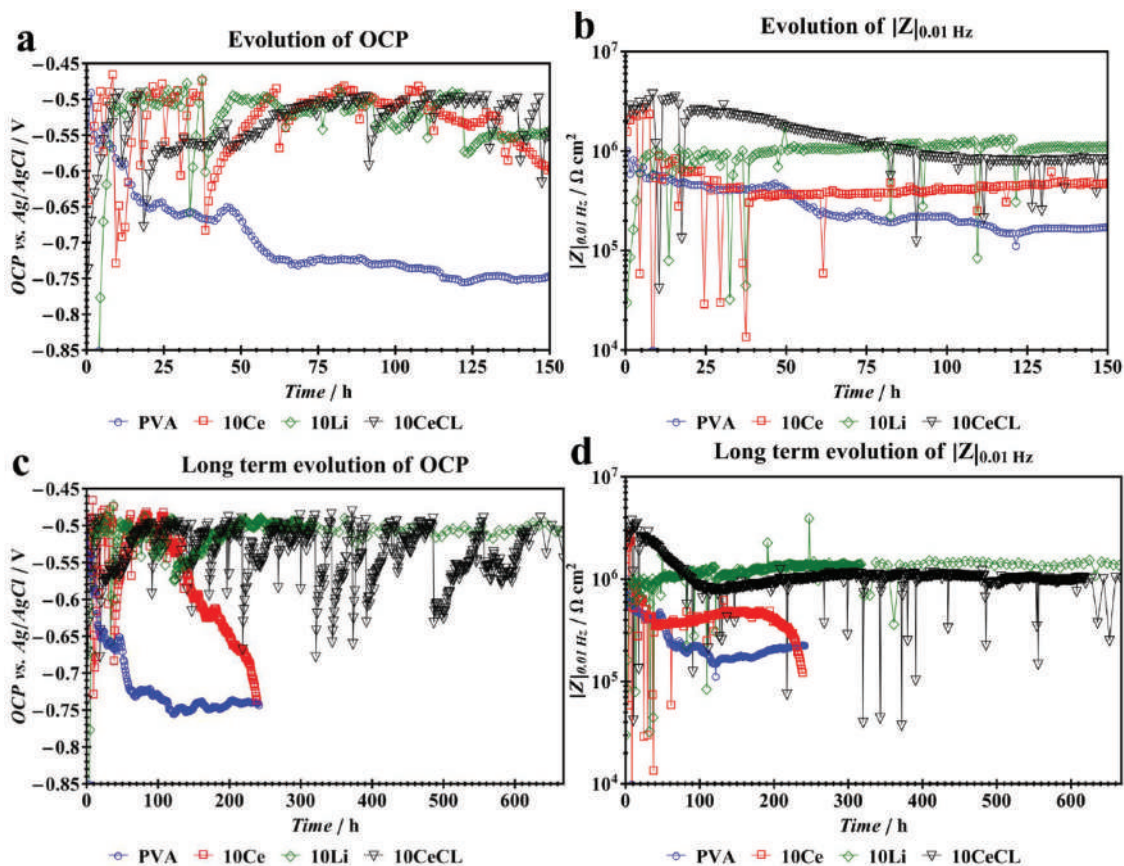 a
Evolution of OCP
OCP vs. Ag/AgCl / V
−0.45
−0.5
−0.55
−0.6
−0.65
−0.7
−0.75
−0.8
−0.85
0 25 50 75 100 125 150
Time / h
PVA 10Ce 10Li 10CeCL
b
Evolution of |Z|0.01 Hz
|Z|0.01 Hz / Ω cm²
10⁷
10⁶
10⁵
10⁴
0 25 50 75 100 125 150
Time / h
PVA 10Ce 10Li 10CeCL
c
Long term evolution of OCP
OCP vs. Ag/AgCl / V
−0.45
−0.5
−0.55
−0.6
−0.65
−0.7
−0.75
−0.8
−0.85
0 100 200 300 400 500 600
Time / h
PVA 10Ce 10Li 10CeCL
d
Long term evolution of |Z|0.01 Hz
|Z|0.01 Hz / Ω cm²
10⁷
10⁶
10⁵
10⁴
0 100 200 300 400 500 600
Time / h
PVA 10Ce 10Li 10CeCL